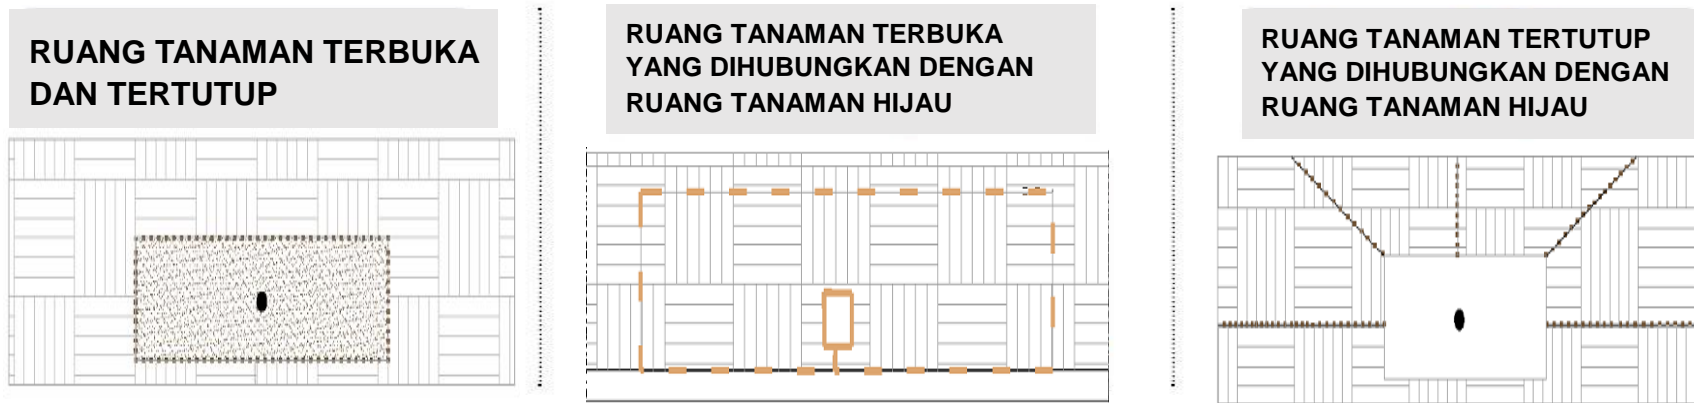 RUANG TANAMAN TERBUKA
DAN TERTUTUP
RUANG TANAMAN TERBUKA
YANG DIHUBUNGKAN DENGAN
RUANG TANAMAN HIJAU
RUANG TANAMAN TERTUTUP
YANG DIHUBUNGKAN DENGAN
RUANG TANAMAN HIJAU